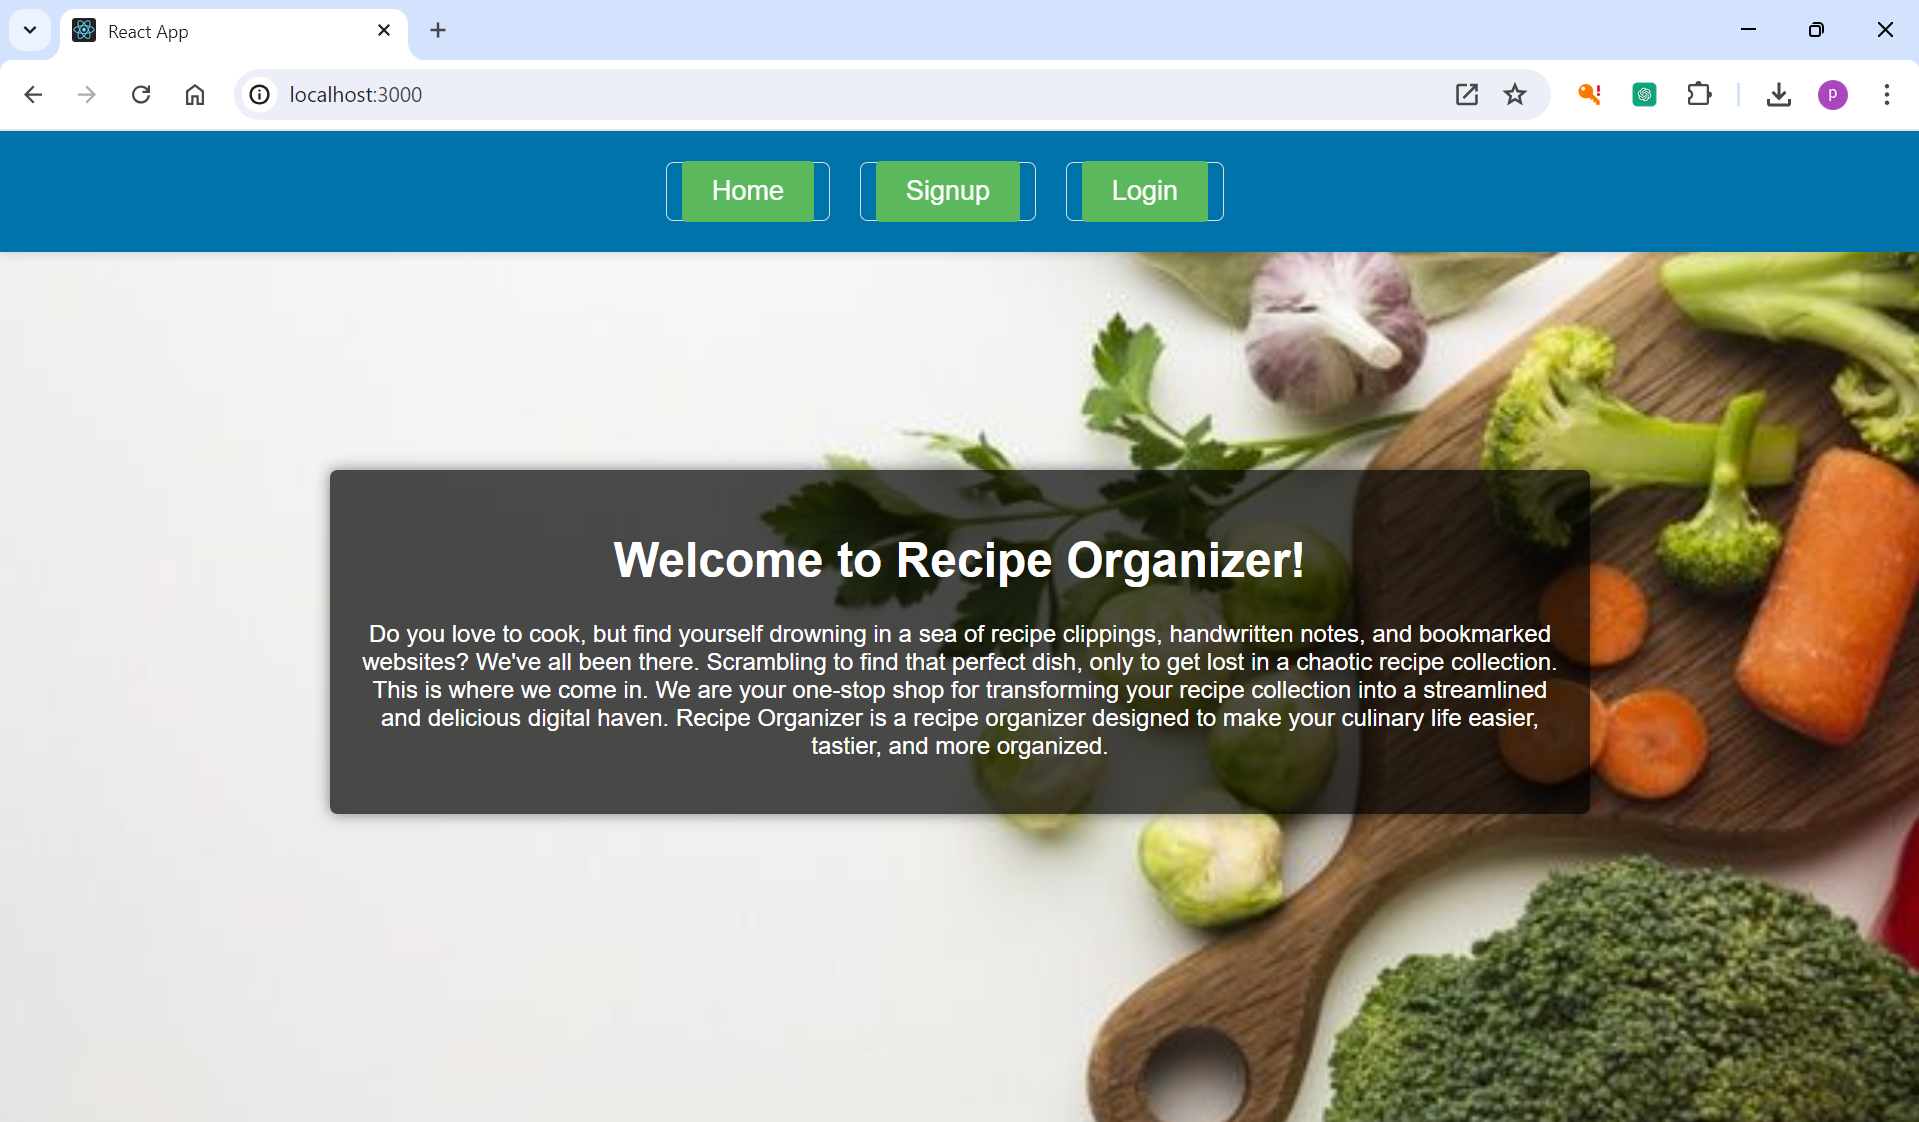 React App
localhost:3000
p
Home Signup Login
Welcome to Recipe Organizer!
Do you love to cook, but find yourself drowning in a sea of recipe clippings, handwritten notes, and bookmarked
websites? We've all been there. Scrambling to find that perfect dish, only to get lost in a chaotic recipe collection.
This is where we come in. We are your one-stop shop for transforming your recipe collection into a streamlined
and delicious digital haven. Recipe Organizer is a recipe organizer designed to make your culinary life easier,
tastier, and more organized.